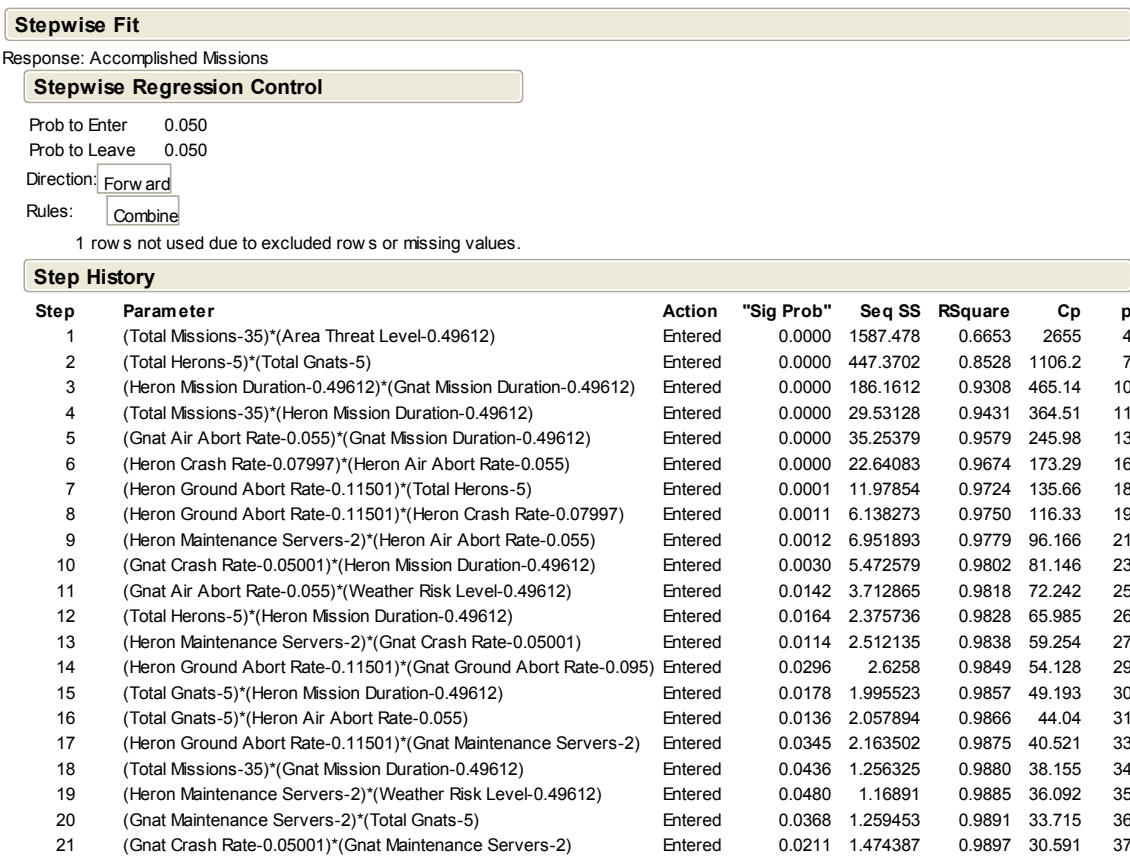 Stepwise Fit
Response: Accomplished Missions
Stepwise Regression Control
Prob to Enter 0.050
Prob to Leave 0.050
Direction: Forward
Rules: Combine
1 rows not used due to excluded rows or missing values.
Step History
Step Parameter Action "Sig Prob" Seq SS RSquare Cp p
1 (Total Missions-35)*(Area Threat Level-0.49612) Entered 0.0000 1587.478 0.6653 2655 4
2 (Total Herons-5)*(Total Gnats-5) Entered 0.0000 447.3702 0.8528 1106.2 7
3 (Heron Mission Duration-0.49612)*(Gnat Mission Duration-0.49612) Entered 0.0000 186.1612 0.9308 465.14 10
4 (Total Missions-35)*(Heron Mission Duration-0.49612) Entered 0.0000 29.53128 0.9431 364.51 11
5 (Gnat Air Abort Rate-0.055)*(Gnat Mission Duration-0.49612) Entered 0.0000 35.25379 0.9579 245.98 13
6 (Heron Crash Rate-0.07997)*(Heron Air Abort Rate-0.055) Entered 0.0000 22.64083 0.9674 173.29 16
7 (Heron Ground Abort Rate-0.11501)*(Total Herons-5) Entered 0.0001 11.97854 0.9724 135.66 18
8 (Heron Ground Abort Rate-0.11501)*(Heron Crash Rate-0.07997) Entered 0.0011 6.138273 0.9750 116.33 19
9 (Heron Maintenance Servers-2)*(Heron Air Abort Rate-0.055) Entered 0.0012 6.951893 0.9779 96.166 21
10 (Gnat Crash Rate-0.05001)*(Heron Mission Duration-0.49612) Entered 0.0030 5.472579 0.9802 81.146 23
11 (Gnat Air Abort Rate-0.055)*(Weather Risk Level-0.49612) Entered 0.0142 3.712865 0.9818 72.242 25
12 (Total Herons-5)*(Heron Mission Duration-0.49612) Entered 0.0164 2.375736 0.9828 65.985 26
13 (Heron Maintenance Servers-2)*(Gnat Crash Rate-0.05001) Entered 0.0114 2.512135 0.9838 59.254 27
14 (Heron Ground Abort Rate-0.11501)*(Gnat Ground Abort Rate-0.095) Entered 0.0296 2.6258 0.9849 54.128 29
15 (Total Gnats-5)*(Heron Mission Duration-0.49612) Entered 0.0178 1.995523 0.9857 49.193 30
16 (Total Gnats-5)*(Heron Air Abort Rate-0.055) Entered 0.0136 2.057894 0.9866 44.04 31
17 (Heron Ground Abort Rate-0.11501)*(Gnat Maintenance Servers-2) Entered 0.0345 2.163502 0.9875 40.521 33
18 (Total Missions-35)*(Gnat Mission Duration-0.49612) Entered 0.0436 1.256325 0.9880 38.155 34
19 (Heron Maintenance Servers-2)*(Weather Risk Level-0.49612) Entered 0.0480 1.16891 0.9885 36.092 35
20 (Gnat Maintenance Servers-2)*(Total Gnats-5) Entered 0.0368 1.259453 0.9891 33.715 36
21 (Gnat Crash Rate-0.05001)*(Gnat Maintenance Servers-2) Entered 0.0211 1.474387 0.9897 30.591 37